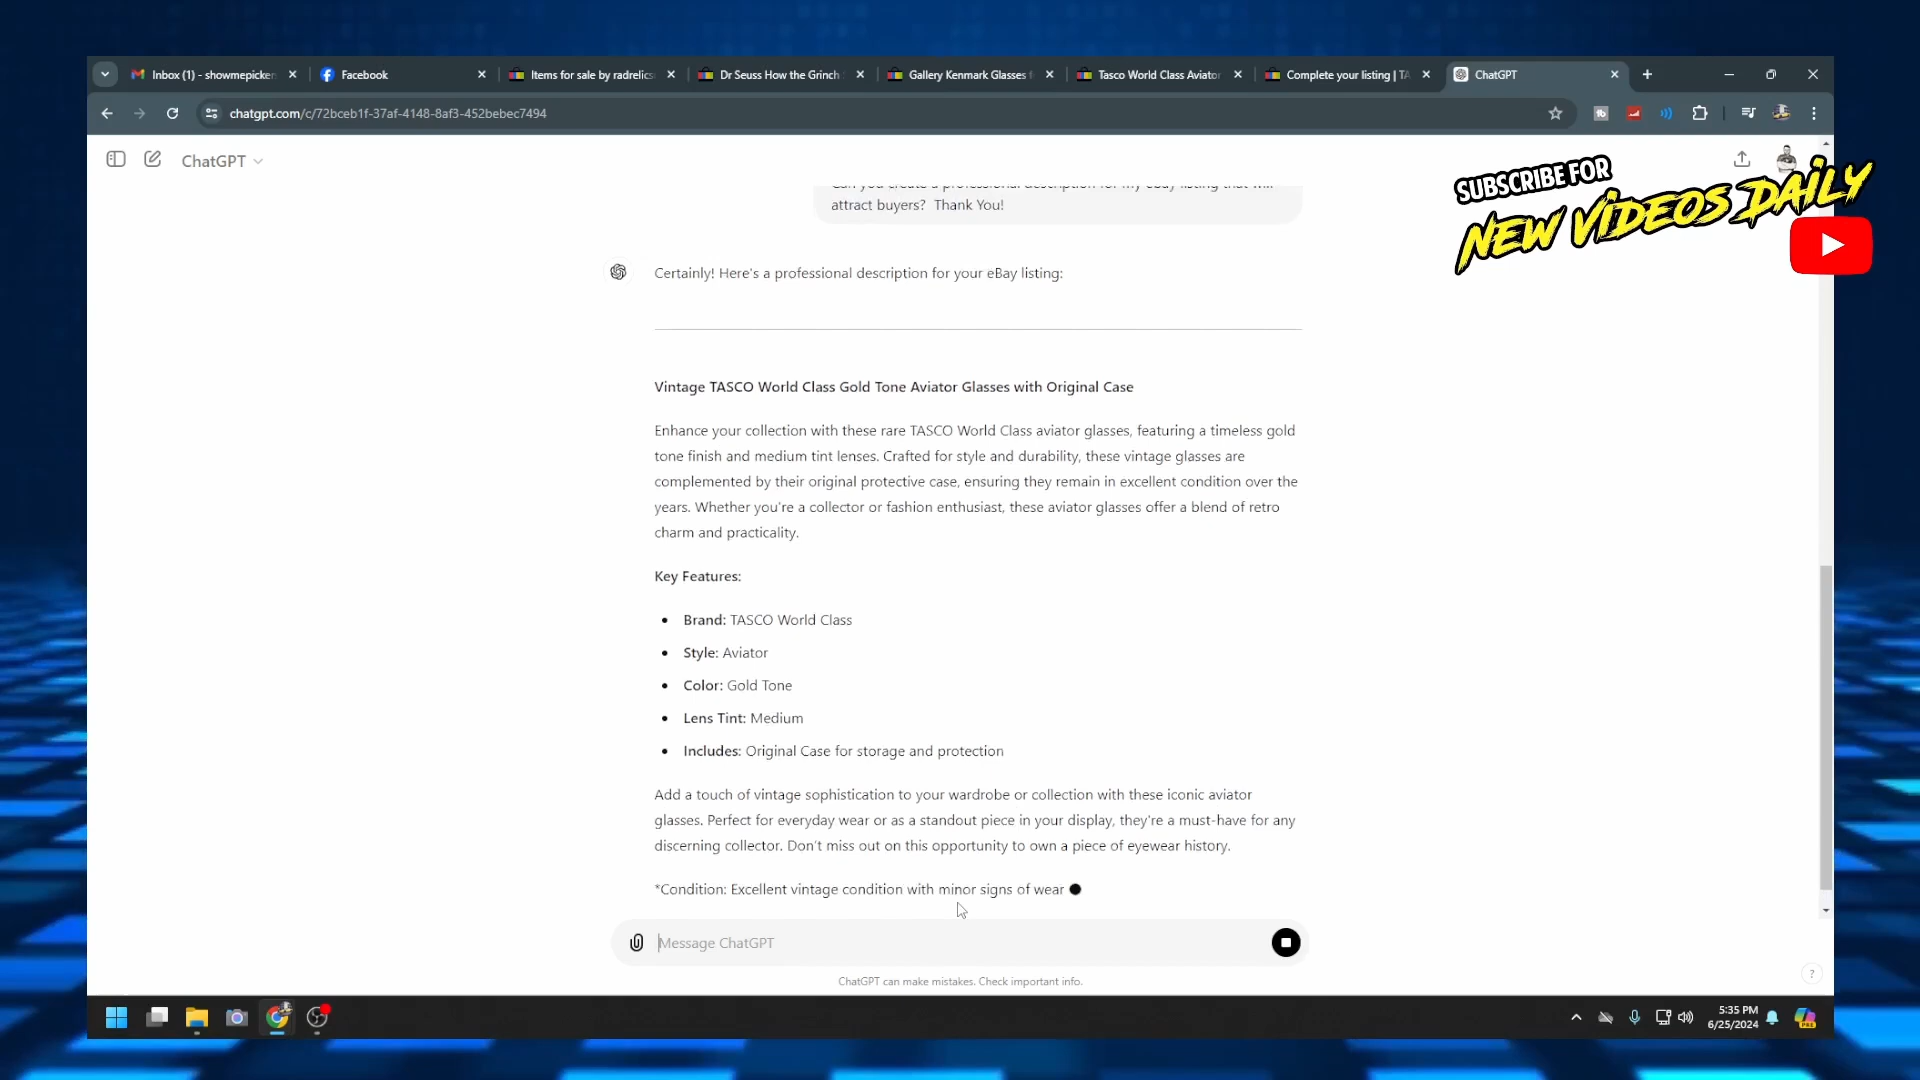 Inbox (1) - showmepicker
Facebook
Items for sale by radrelics
Dr Seuss How the Grinch
Gallery Kenmark Glasses
Tasco World Class Aviator
Complete your listing | TA
ChatGPT
chatgpt.com/c/72bceb1f-37af-4148-8af3-452bebec7494
ChatGPT
SUBSCRIBE FOR
NEW VIDEOS DAILY
Can you create a professional description for my ebay listing that will
attract buyers?  Thank You!
Certainly! Here's a professional description for your eBay listing:
Vintage TASCO World Class Gold Tone Aviator Glasses with Original Case
Enhance your collection with these rare TASCO World Class aviator glasses, featuring a timeless gold
tone finish and medium tint lenses. Crafted for style and durability, these vintage glasses are
complemented by their original protective case, ensuring they remain in excellent condition over the
years. Whether you're a collector or fashion enthusiast, these aviator glasses offer a blend of retro
charm and practicality.
Key Features:
• Brand: TASCO World Class
• Style: Aviator
• Color: Gold Tone
• Lens Tint: Medium
• Includes: Original Case for storage and protection
Add a touch of vintage sophistication to your wardrobe or collection with these iconic aviator
glasses. Perfect for everyday wear or as a standout piece in your display, they're a must-have for any
discerning collector. Don't miss out on this opportunity to own a piece of eyewear history.
*Condition: Excellent vintage condition with minor signs of wear
Message ChatGPT
ChatGPT can make mistakes. Check important info.
?
5:35 PM
6/25/2024